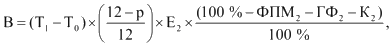 В = (Т₁ − Т₀) × (12 − р / 12) × Е₂ × (100 % − ФПМ₂ − ГФ₂ − К₂) / 100 %,